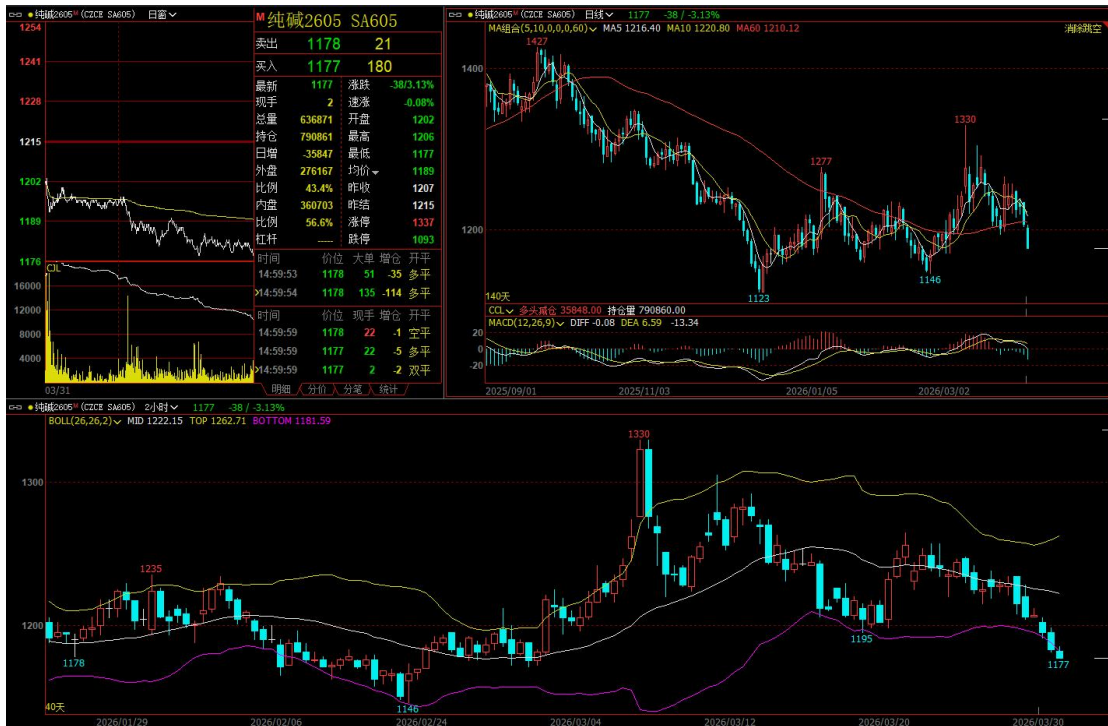 纯碱2605M (CZCE SA605) 日窗
1254
1241
1228
1215
1202
1189
1176
CJL
16000
12000
8000
4000
03/31
M 纯碱2605 SA605
卖出 1178 21
买入 1177 180
最新 1177 涨跌 -38/3.13%
现手 2 速涨 -0.08%
总量 636871 开盘 1202
持仓 790861 最高 1206
日增 -35847 最低 1177
外盘 276167 均价 1189
比例 43.4% 昨收 1207
内盘 360703 昨结 1215
比例 56.6% 涨停 1337
杠杆 ---- 跌停 1093
时间 价位 大单 增仓 开平
14:59:53 1178 51 -35 多平
14:59:54 1178 135 -114 多平
时间 价位 现手 增仓 开平
14:59:59 1178 22 -1 空平
14:59:59 1177 22 -5 多平
14:59:59 1177 2 -2 双平
明细 分价 分笔 统计
纯碱2605M (CZCE SA605) 日线 1177 -38 / -3.13%
MA组合(5,10,0,0,0,60) MA5 1216.40 MA10 1220.80 MA60 1210.12 消除跳空
1427
1400
1330
1277
1200
1146
1123
140天
CCL 多头减仓 35848.00 持仓量 790860.00
MACD(12,26,9) DIFF -0.08 DEA 6.59 -13.34
20
0
-20
2025/09/01 2025/11/03 2026/01/05 2026/03/02
纯碱2605M (CZCE SA605) 2小时 1177 -38 / -3.13%
BOLL(26,26,2) MID 1222.15 TOP 1262.71 BOTTOM 1181.59
1330
1300
1235
1200
1195
1178
1177
1146
40天
2026/01/29 2026/02/06 2026/02/24 2026/03/04 2026/03/12 2026/03/20 2026/03/30